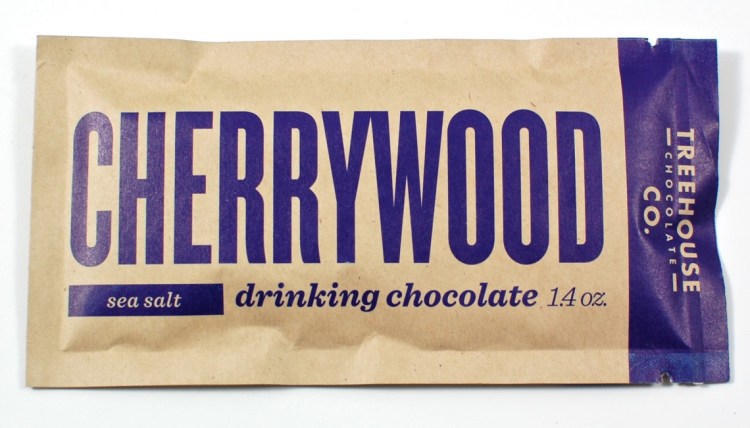 CHERRYWOOD
sea salt drinking chocolate 1.4 oz.
TREEHOUSE
CHOCOLATE
CO.